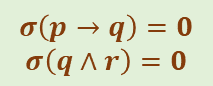 σ(p → q) = 0
σ(q ∧ r) = 0